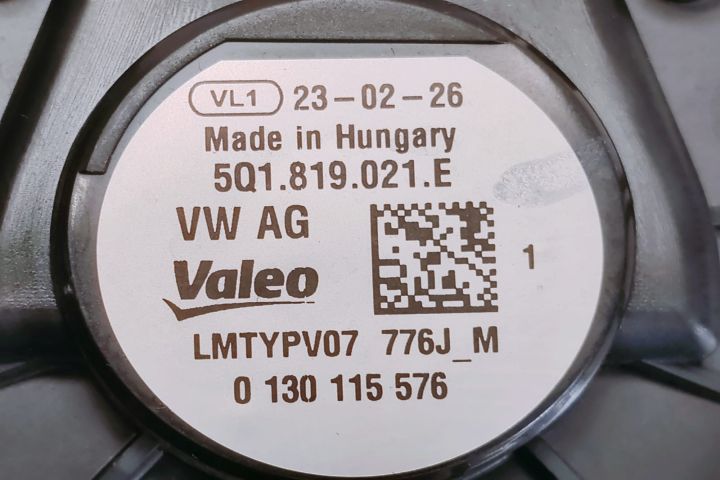 VL1 23-02-26
Made in Hungary
5Q1.819.021.E
VW AG
Valeo
1
LMTYPV07 776J_M
0 130 115 576